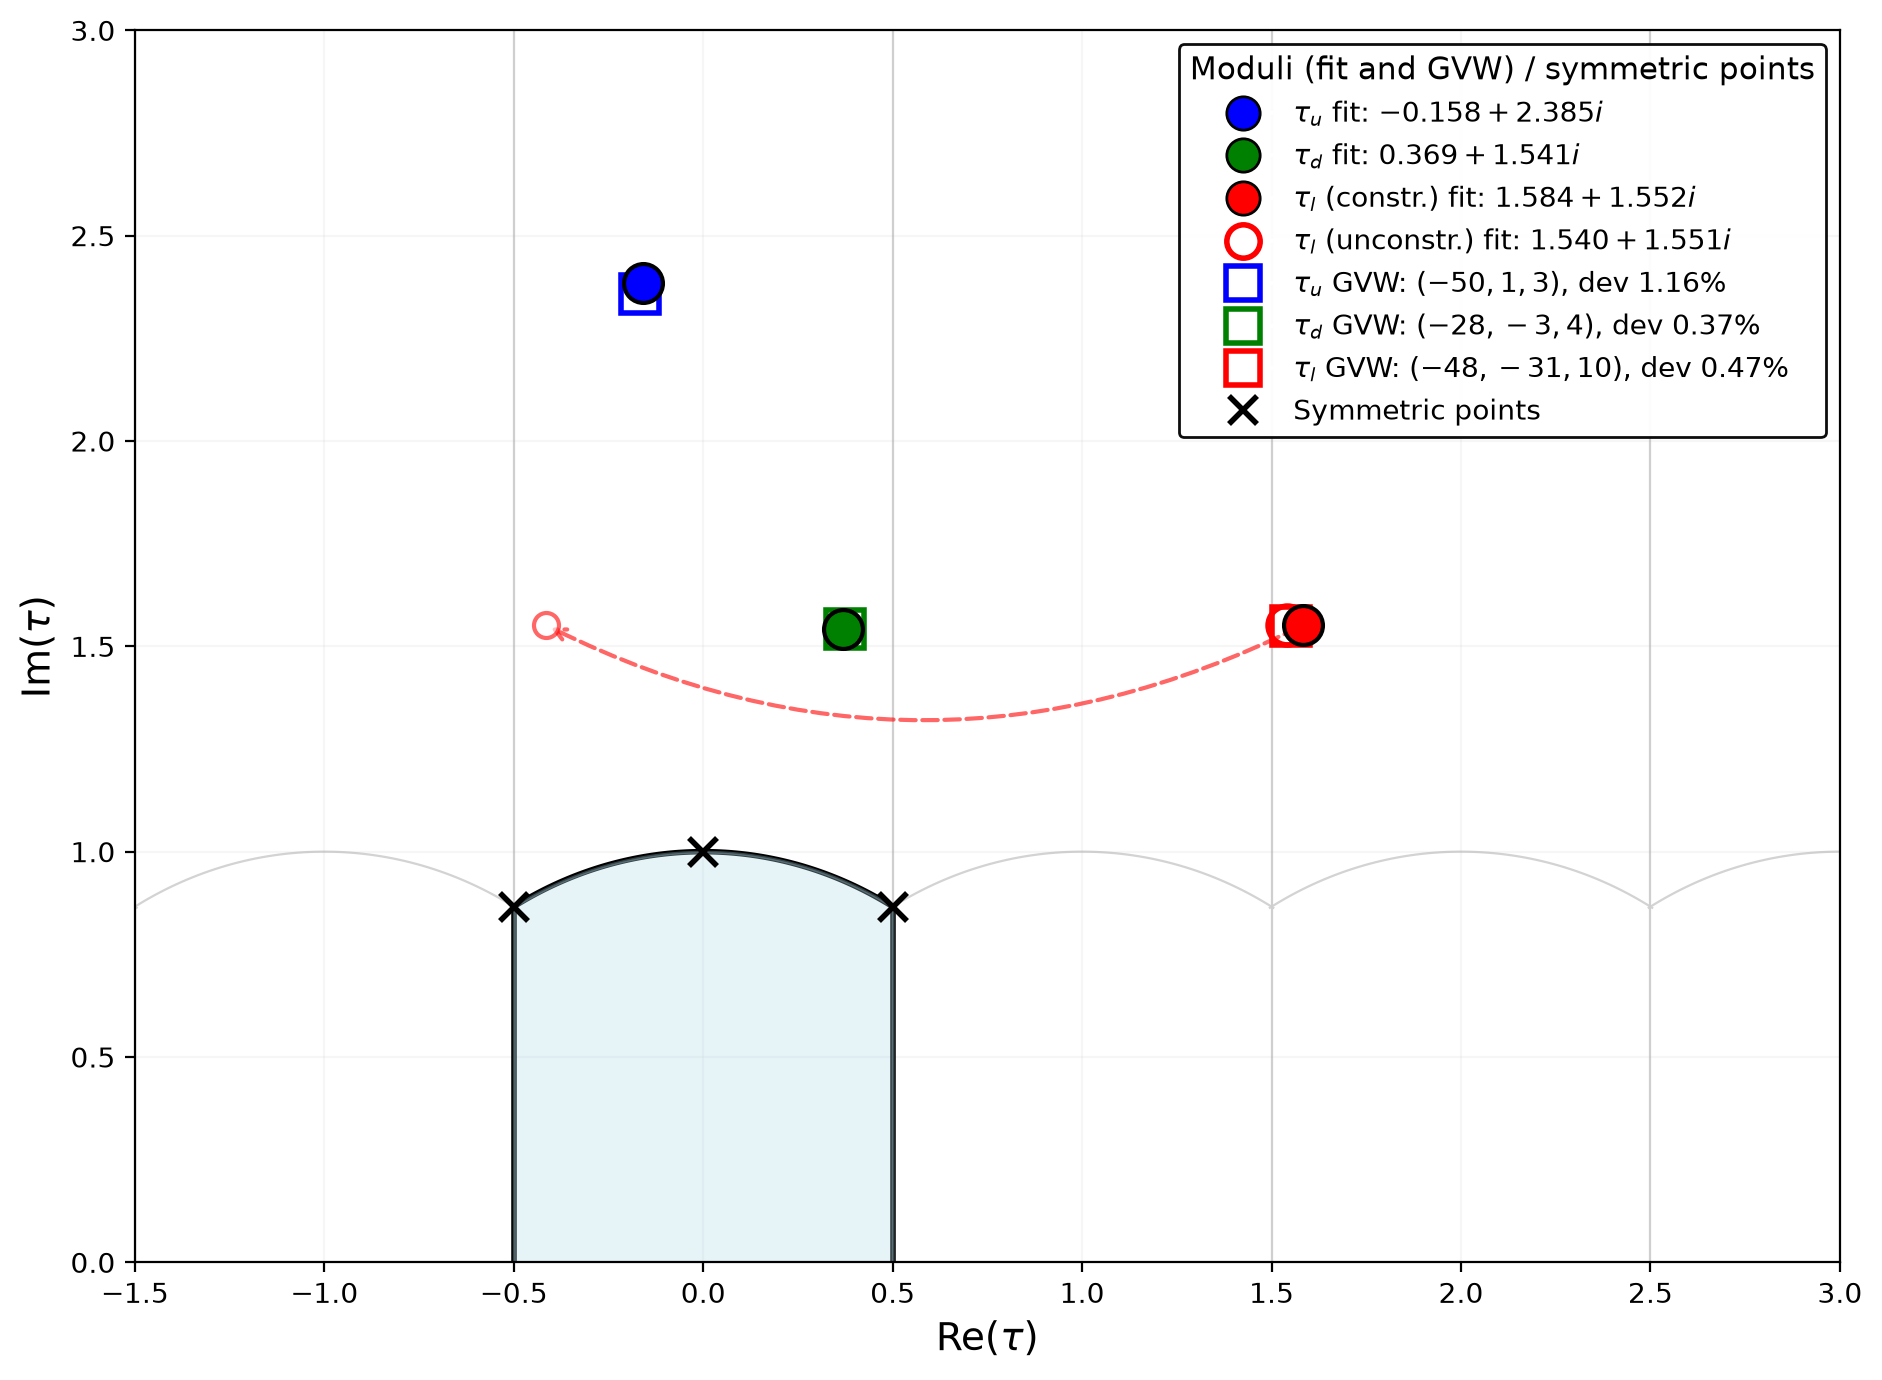 Moduli (fit and GVW) / symmetric points
τᵤ fit: −0.158 + 2.385i
τ_d fit: 0.369 + 1.541i
τ_l (constr.) fit: 1.584 + 1.552i
τ_l (unconstr.) fit: 1.540 + 1.551i
τᵤ GVW: (−50, 1, 3), dev 1.16%
τ_d GVW: (−28, −3, 4), dev 0.37%
τ_l GVW: (−48, −31, 10), dev 0.47%
Symmetric points
Im(τ)
3.0
2.5
2.0
1.5
1.0
0.5
0.0
−1.5 −1.0 −0.5 0.0 0.5 1.0 1.5 2.0 2.5 3.0
Re(τ)